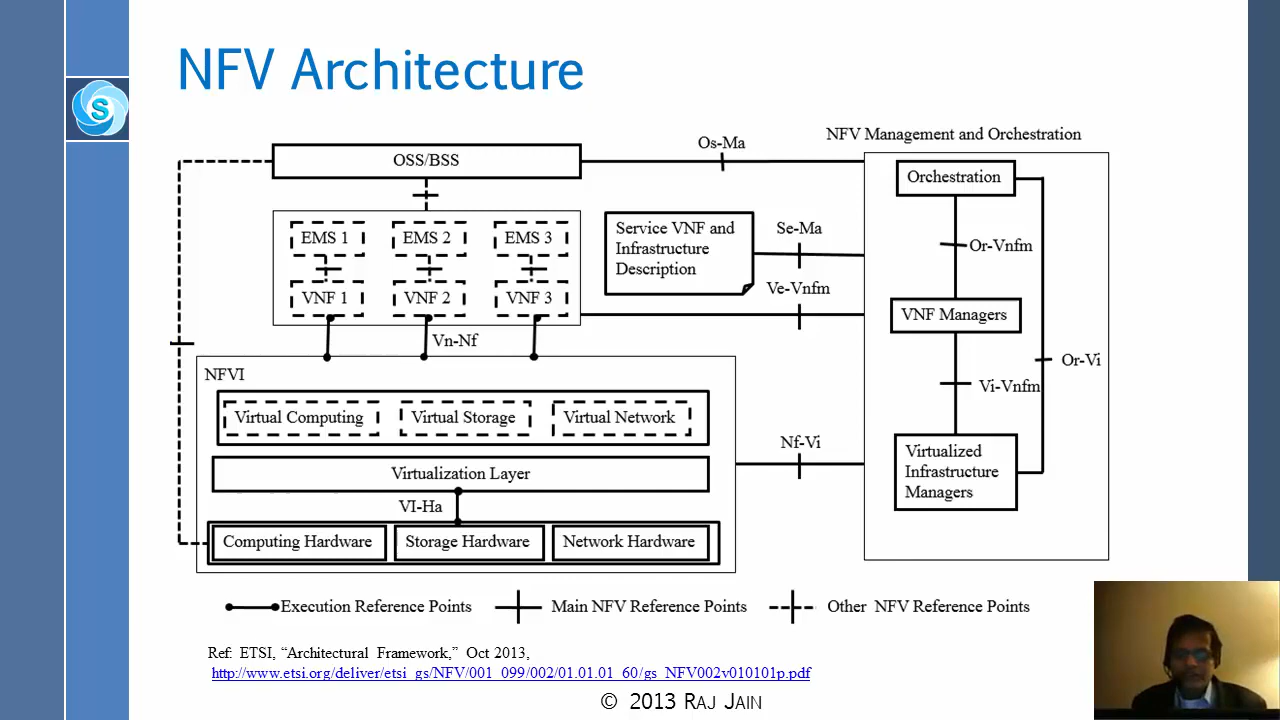 NFV Architecture
S
NFV Management and Orchestration
Os-Ma
OSS/BSS
Orchestration
EMS 1
EMS 2
EMS 3
Service VNF and
Infrastructure
Description
Se-Ma
Or-Vnfm
Ve-Vnfm
VNF 1
VNF 2
VNF 3
VNF Managers
Vn-Nf
Or-Vi
NFVI
Vi-Vnfm
Virtual Computing
Virtual Storage
Virtual Network
Nf-Vi
Virtualized
Infrastructure
Managers
Virtualization Layer
VI-Ha
Computing Hardware
Storage Hardware
Network Hardware
Execution Reference Points
Main NFV Reference Points
Other NFV Reference Points
Ref: ETSI, “Architectural Framework,” Oct 2013,
http://www.etsi.org/deliver/etsi_gs/NFV/001_099/002/01.01.01_60/gs_NFV002v010101p.pdf
© 2013 RAJ JAIN